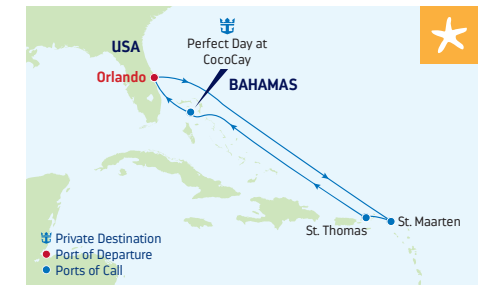 USA
Perfect Day at
CocoCay
Orlando
BAHAMAS
St. Thomas
St. Maarten
Private Destination
Port of Departure
Ports of Call